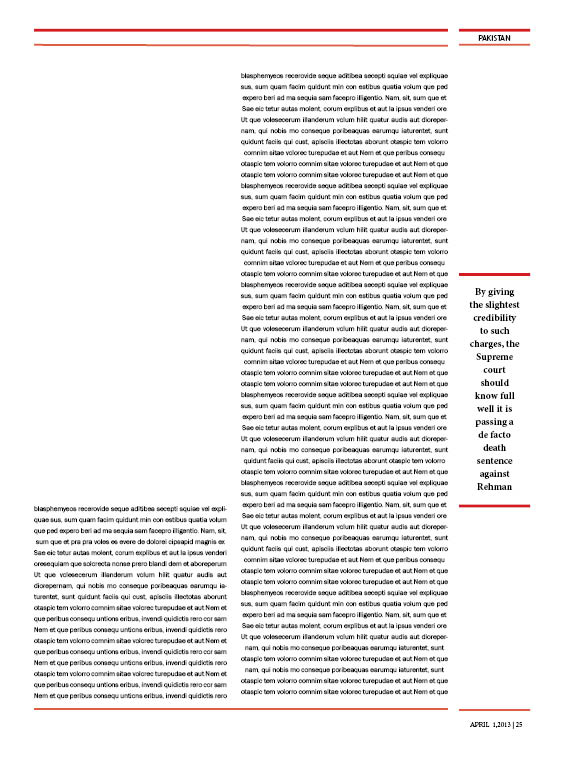 PAKISTAN
blasphemyeos recerovide seque aditibea secepti squiae vel expli-
quae sus, sum quam facim quidunt min con estibus quatia volum
que ped expero beri ad ma sequia sam facepro illigentio. Nam, sit,
sum que et pra pra voles es evere de dolorei cipsapid magnis ex
Sae eic tetur autas molent, corum explibus et aut la ipsus venderi
oresequiam que solcrecta nonse prero blandi dem et aborerum
Ut que volesecerum illanderum volum hilit quatur audis aut
diorepernam, qui nobis mo conseque poribeaquas earumqu ia-
turentet, sunt quidunt faciis qui cust, apisciis illectotas aborunt
otaspic tem volorro comnim sitae volorec turepudae et aut Nem et
que peribus consequ untions eribus, invendi quidictis rero cor sam
Nem et que peribus consequ untions eribus, invendi quidictis rero
otaspic tem volorro comnim sitae volorec turepudae et aut Nem et
que peribus consequ untions eribus, invendi quidictis rero cor sam
Nem et que peribus consequ untions eribus, invendi quidictis rero
otaspic tem volorro comnim sitae volorec turepudae et aut Nem et
que peribus consequ untions eribus, invendi quidictis rero cor sam
Nem et que peribus consequ untions eribus, invendi quidictis rero
blasphemyeos recerovide seque aditibea secepti squiae vel expliquae
sus, sum quam facim quidunt min con estibus quatia volum que ped
expero beri ad ma sequia sam facepro illigentio. Nam, sit, sum que et
Sae eic tetur autas molent, corum explibus et aut la ipsus venderi ore
Ut que volesecerum illanderum volum hilit quatur audis aut dioreper-
nam, qui nobis mo conseque poribeaquas earumqu iaturentet, sunt
quidunt faciis qui cust, apisciis illectotas aborunt otaspic tem volorro
comnim sitae volorec turepudae et aut Nem et que peribus consequ
otaspic tem volorro comnim sitae volorec turepudae et aut Nem et que
otaspic tem volorro comnim sitae volorec turepudae et aut Nem et que
blasphemyeos recerovide seque aditibea secepti squiae vel expliquae
sus, sum quam facim quidunt min con estibus quatia volum que ped
expero beri ad ma sequia sam facepro illigentio. Nam, sit, sum que et
Sae eic tetur autas molent, corum explibus et aut la ipsus venderi ore
Ut que volesecerum illanderum volum hilit quatur audis aut dioreper-
nam, qui nobis mo conseque poribeaquas earumqu iaturentet, sunt
quidunt faciis qui cust, apisciis illectotas aborunt otaspic tem volorro
comnim sitae volorec turepudae et aut Nem et que peribus consequ
otaspic tem volorro comnim sitae volorec turepudae et aut Nem et que
blasphemyeos recerovide seque aditibea secepti squiae vel expliquae
sus, sum quam facim quidunt min con estibus quatia volum que ped
expero beri ad ma sequia sam facepro illigentio. Nam, sit, sum que et
Sae eic tetur autas molent, corum explibus et aut la ipsus venderi ore
Ut que volesecerum illanderum volum hilit quatur audis aut dioreper-
nam, qui nobis mo conseque poribeaquas earumqu iaturentet, sunt
quidunt faciis qui cust, apisciis illectotas aborunt otaspic tem volorro
comnim sitae volorec turepudae et aut Nem et que peribus consequ
otaspic tem volorro comnim sitae volorec turepudae et aut Nem et que
otaspic tem volorro comnim sitae volorec turepudae et aut Nem et que
blasphemyeos recerovide seque aditibea secepti squiae vel expliquae
sus, sum quam facim quidunt min con estibus quatia volum que ped
expero beri ad ma sequia sam facepro illigentio. Nam, sit, sum que et
Sae eic tetur autas molent, corum explibus et aut la ipsus venderi ore
Ut que volesecerum illanderum volum hilit quatur audis aut dioreper-
nam, qui nobis mo conseque poribeaquas earumqu iaturentet, sunt
quidunt faciis qui cust, apisciis illectotas aborunt otaspic tem volorro
otaspic tem volorro comnim sitae volorec turepudae et aut Nem et que
blasphemyeos recerovide seque aditibea secepti squiae vel expliquae
sus, sum quam facim quidunt min con estibus quatia volum que ped
expero beri ad ma sequia sam facepro illigentio. Nam, sit, sum que et
Sae eic tetur autas molent, corum explibus et aut la ipsus venderi ore
Ut que volesecerum illanderum volum hilit quatur audis aut dioreper-
nam, qui nobis mo conseque poribeaquas earumqu iaturentet, sunt
quidunt faciis qui cust, apisciis illectotas aborunt otaspic tem volorro
comnim sitae volorec turepudae et aut Nem et que peribus consequ
otaspic tem volorro comnim sitae volorec turepudae et aut Nem et que
otaspic tem volorro comnim sitae volorec turepudae et aut Nem et que
blasphemyeos recerovide seque aditibea secepti squiae vel expliquae
sus, sum quam facim quidunt min con estibus quatia volum que ped
expero beri ad ma sequia sam facepro illigentio. Nam, sit, sum que et
Sae eic tetur autas molent, corum explibus et aut la ipsus venderi ore
Ut que volesecerum illanderum volum hilit quatur audis aut dioreper-
nam, qui nobis mo conseque poribeaquas earumqu iaturentet, sunt
otaspic tem volorro comnim sitae volorec turepudae et aut Nem et que
nam, qui nobis mo conseque poribeaquas earumqu iaturentet, sunt
otaspic tem volorro comnim sitae volorec turepudae et aut Nem et que
otaspic tem volorro comnim sitae volorec turepudae et aut Nem et que
By giving
the slightest
credibility
to such
charges, the
Supreme
court
should
know full
well it is
passing a
de facto
death
sentence
against
Rehman
APRIL 1,2013 | 25